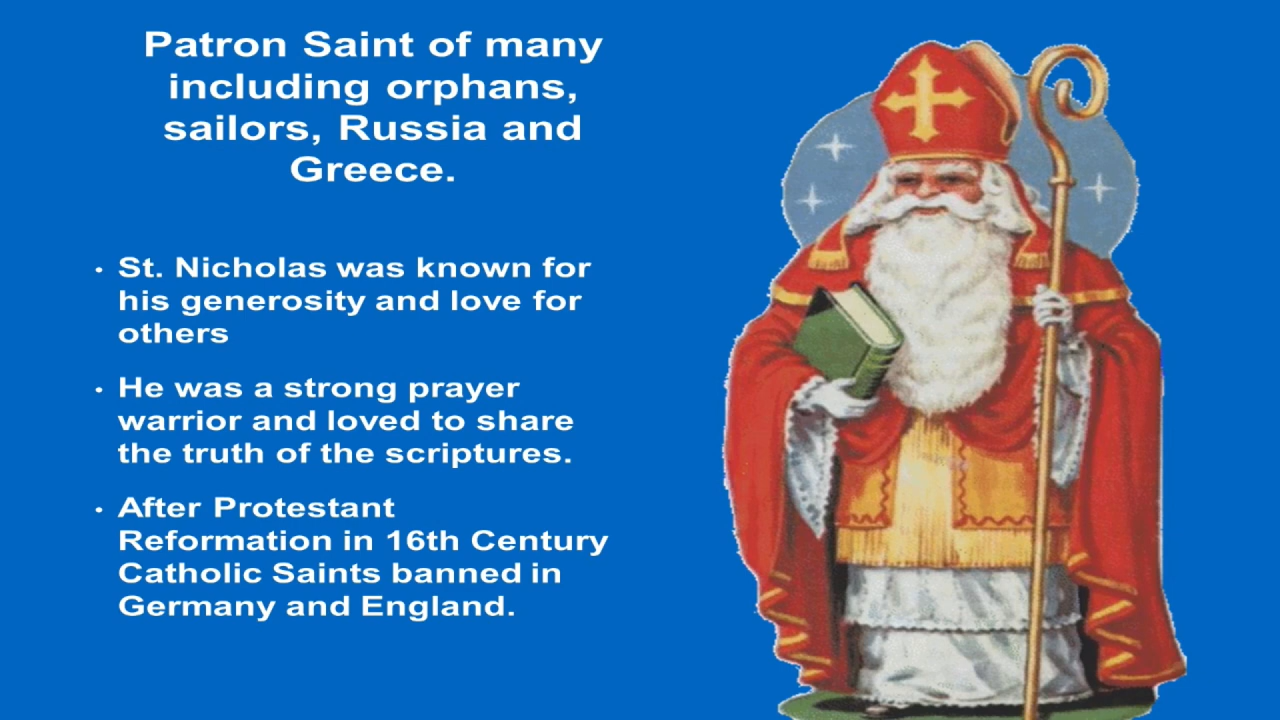 Patron Saint of many
including orphans,
sailors, Russia and
Greece.
• St. Nicholas was known for
his generosity and love for
others
• He was a strong prayer
warrior and loved to share
the truth of the scriptures.
• After Protestant
Reformation in 16th Century
Catholic Saints banned in
Germany and England.